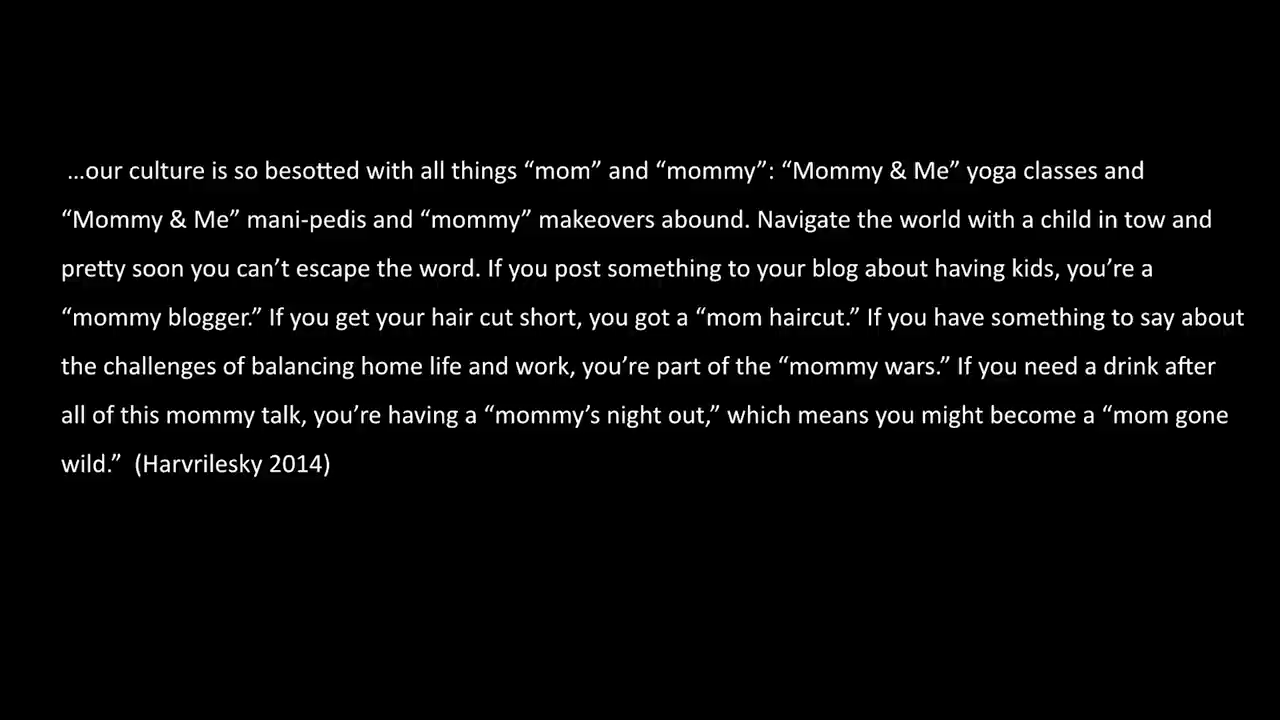 …our culture is so besotted with all things “mom” and “mommy”: “Mommy & Me” yoga classes and
“Mommy & Me” mani-pedis and “mommy” makeovers abound. Navigate the world with a child in tow and
pretty soon you can’t escape the word. If you post something to your blog about having kids, you’re a
“mommy blogger.” If you get your hair cut short, you got a “mom haircut.” If you have something to say about
the challenges of balancing home life and work, you’re part of the “mommy wars.” If you need a drink after
all of this mommy talk, you’re having a “mommy’s night out,” which means you might become a “mom gone
wild.”  (Harvrilesky 2014)